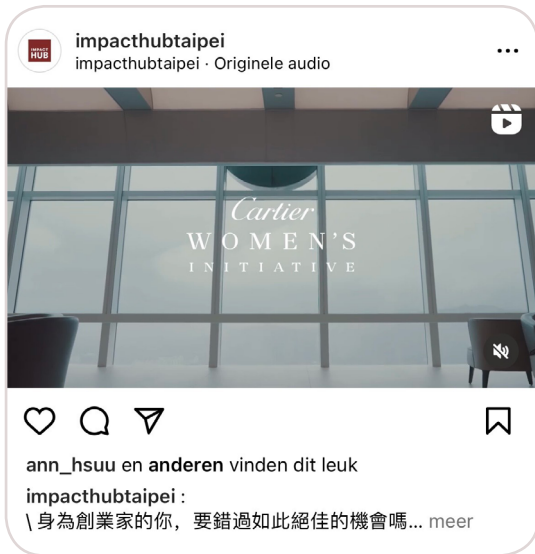 IMPACT
HUB
impacthubtaipei
impacthubtaipei · Originele audio
Cartier
WOMEN'S
INITIATIVE
ann_hsuu en anderen vinden dit leuk
impacthubtaipei :
\ 身為創業家的你，要錯過如此絕佳的機會嗎... meer